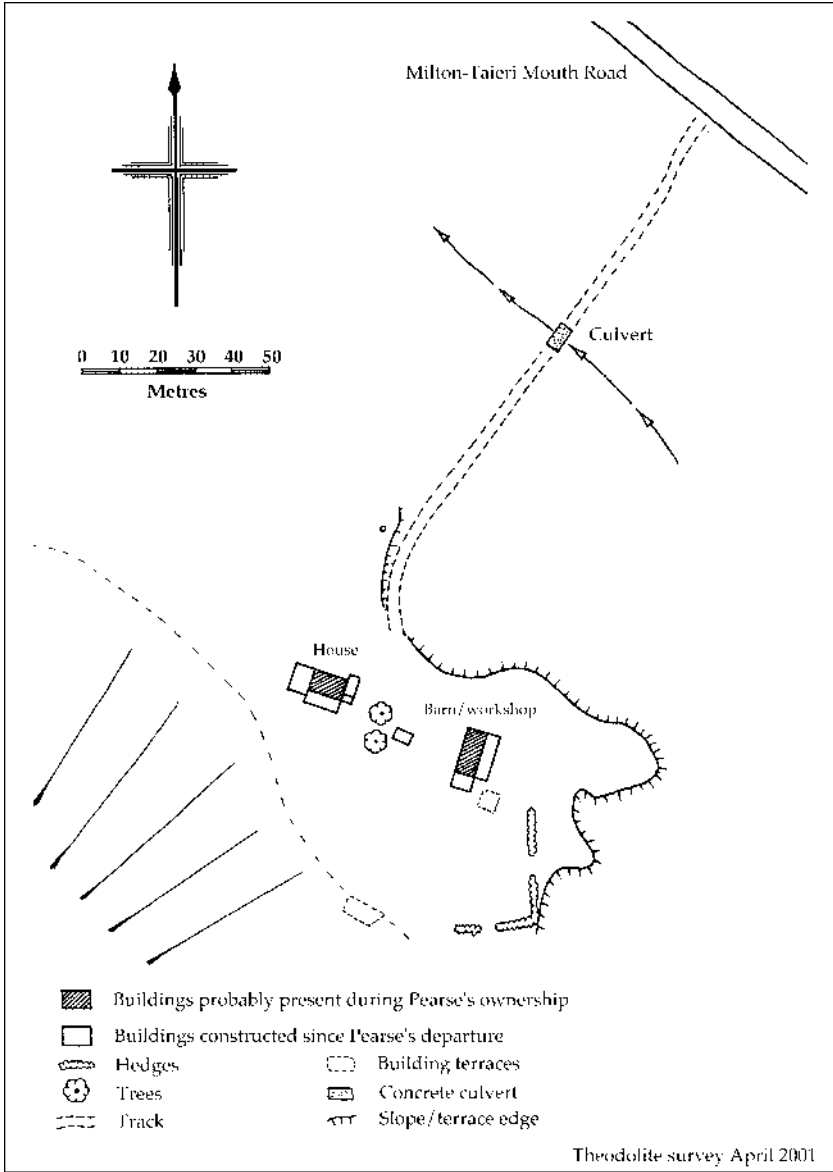 Milton-Taieri Mouth Road
Culvert
0 10 20 30 40 50
Metres
House
Barn/workshop
Buildings probably present during Pearse's ownership
Buildings constructed since Pearse's departure
Hedges
Building terraces
Trees
Concrete culvert
Track
Slope/terrace edge
Theodolite survey April 2001